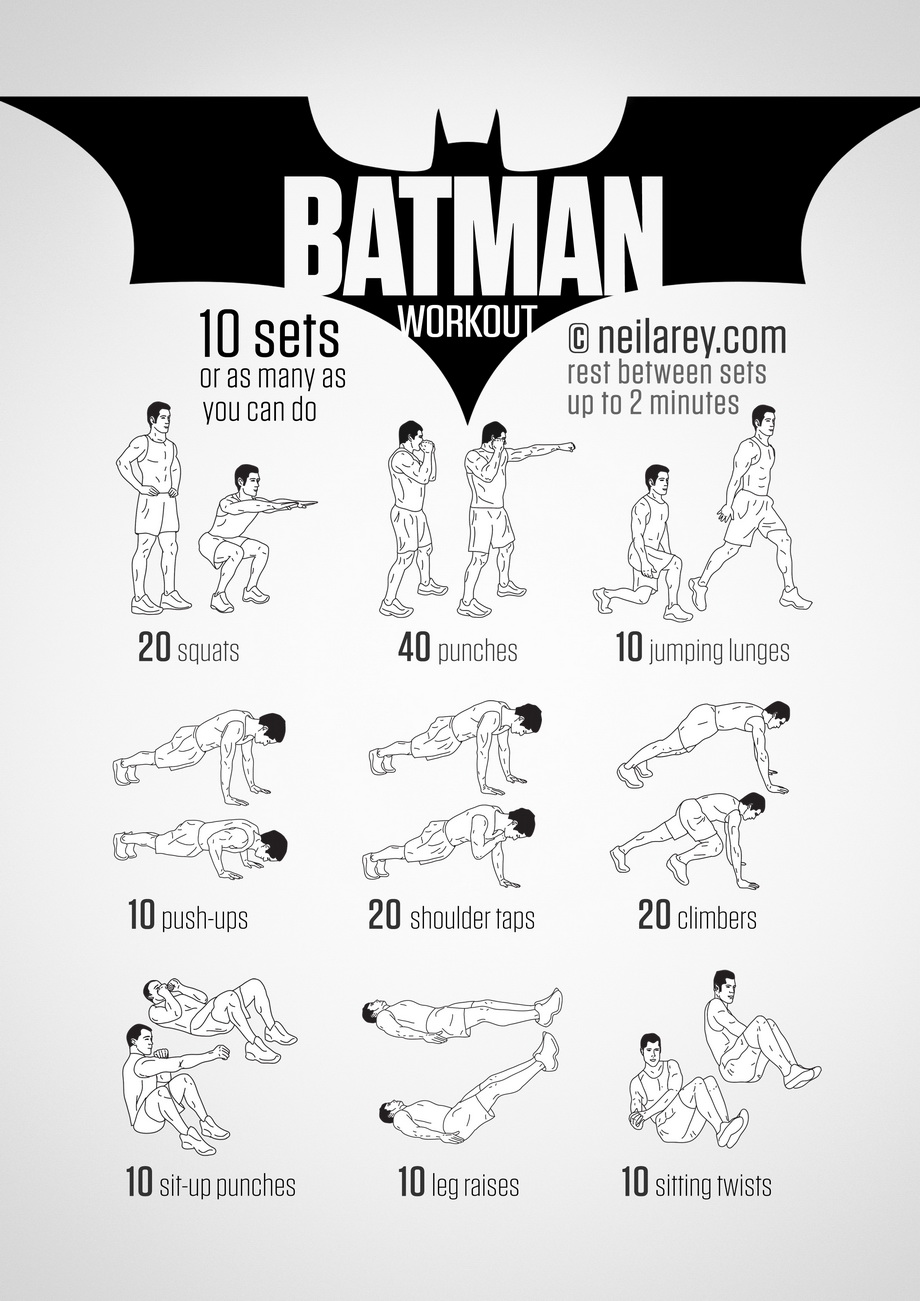 BATMAN
WORKOUT
10 sets
or as many as
you can do
© neilarey.com
rest between sets
up to 2 minutes
20 squats
40 punches
10 jumping lunges
10 push-ups
20 shoulder taps
20 climbers
10 sit-up punches
10 leg raises
10 sitting twists